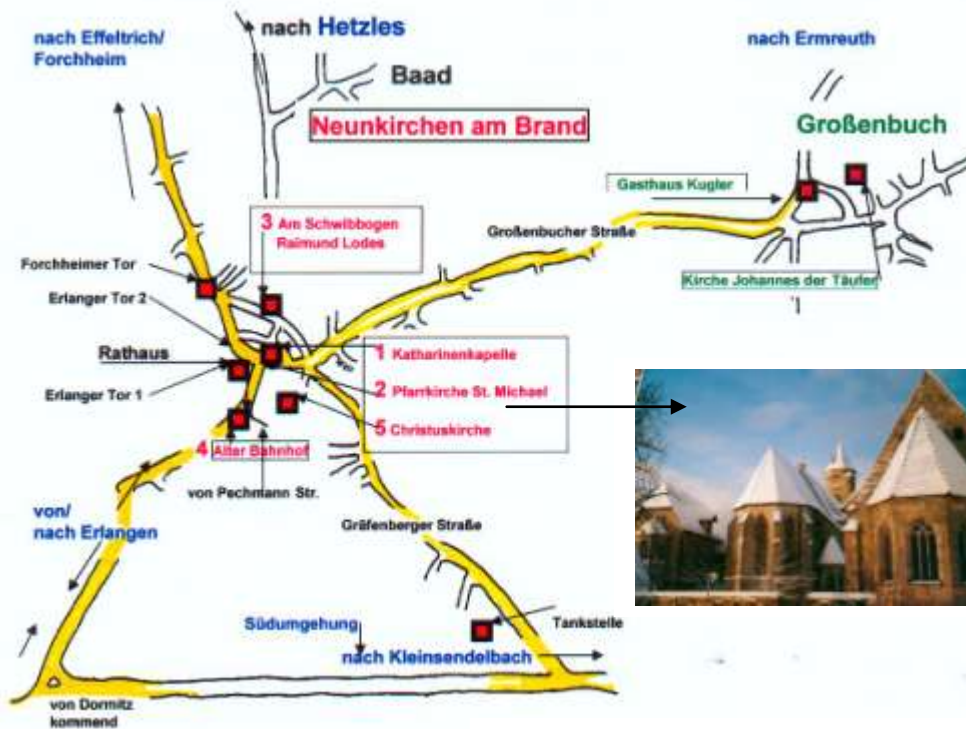 nach Effeltrich/
Forchheim
nach Hetzles
Baad
Neunkirchen am Brand
nach Ermreuth
Großenbuch
Gasthaus Kugler
3 Am Schwibbogen
Raimund Lodes
Großenbucher Straße
Kirche Johannes der Täufer
Forchheimer Tor
Erlanger Tor 2
Rathaus
Erlanger Tor 1
1 Katharinenkapelle
2 Pfarrkirche St. Michael
5 Christuskirche
4 Alter Bahnhof
von Pechmann Str.
von/
nach Erlangen
Gräfenberger Straße
Südumgehung
Tankstelle
nach Kleinsendelbach
von Dormitz
kommend